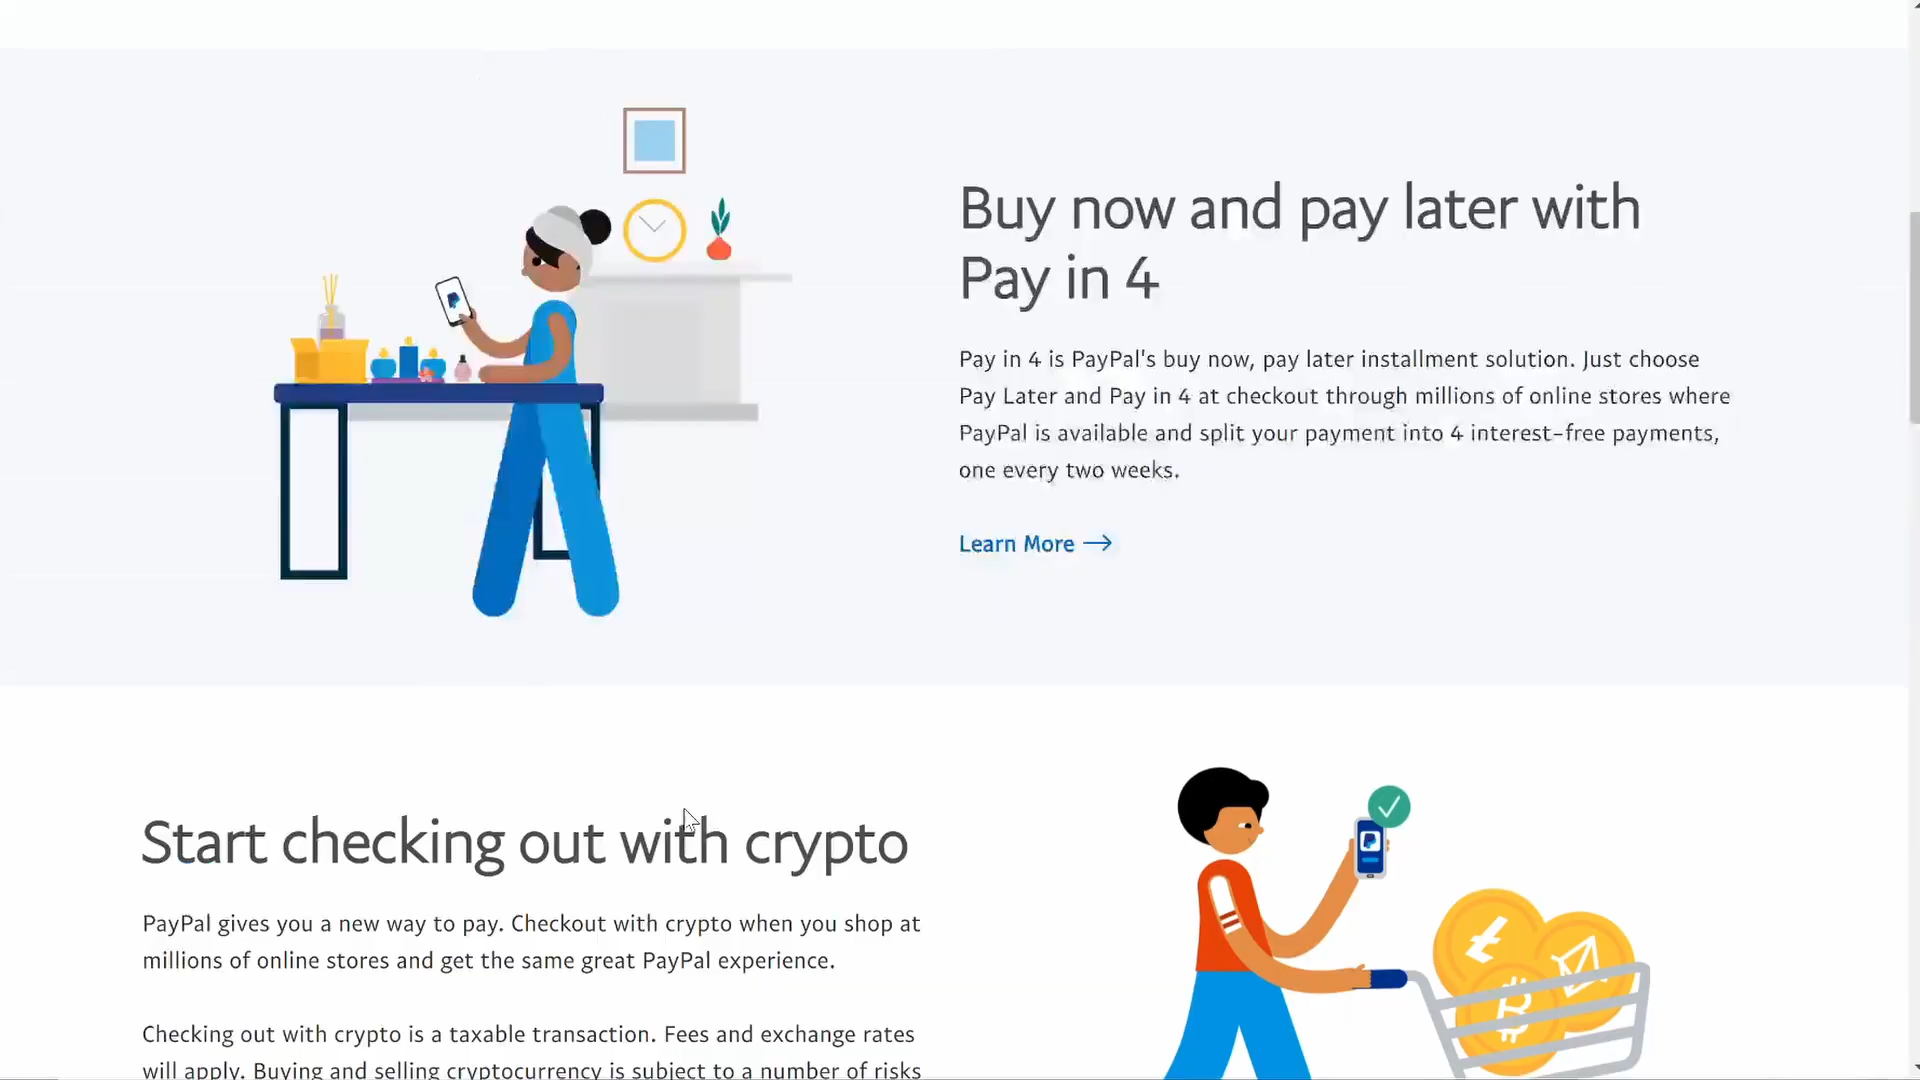 Buy now and pay later with
Pay in 4
Pay in 4 is PayPal's buy now, pay later installment solution. Just choose
Pay Later and Pay in 4 at checkout through millions of online stores where
PayPal is available and split your payment into 4 interest-free payments,
one every two weeks.
Learn More
Start checking out with crypto
PayPal gives you a new way to pay. Checkout with crypto when you shop at
millions of online stores and get the same great PayPal experience.
Checking out with crypto is a taxable transaction. Fees and exchange rates
will apply. Buying and selling cryptocurrency is subject to a number of risks